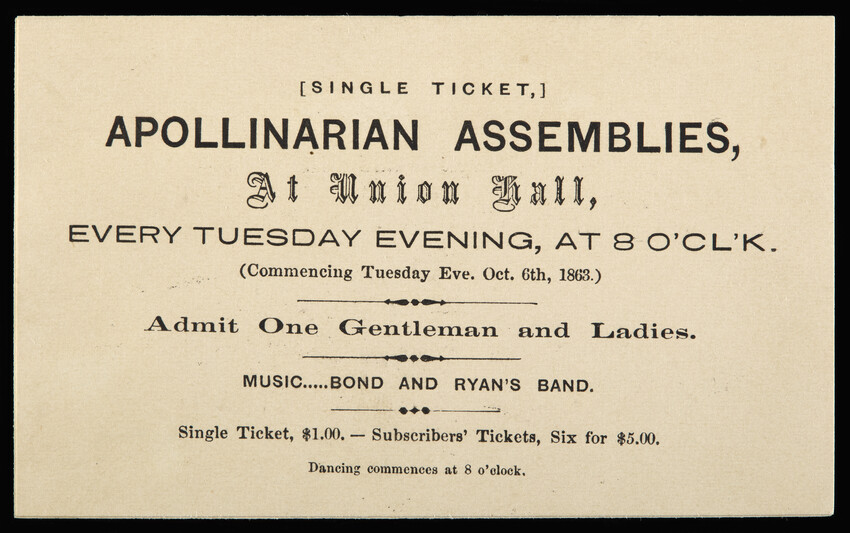 [SINGLE TICKET,]
APOLLINARIAN ASSEMBLIES,
At Union Hall,
EVERY TUESDAY EVENING, AT 8 O'CL'K.
(Commencing Tuesday Eve. Oct. 6th, 1863.)
Admit One Gentleman and Ladies.
MUSIC.....BOND AND RYAN'S BAND.
Single Ticket, $1.00. — Subscribers' Tickets, Six for $5.00.
Dancing commences at 8 o'clock.